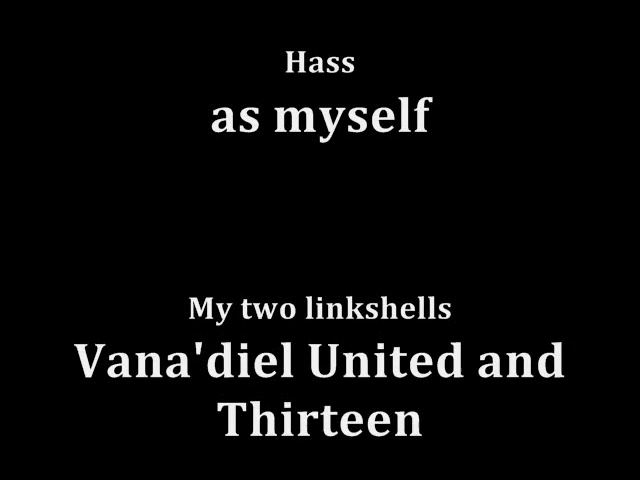 Hass
as myself
My two linkshells
Vana'diel United and
Thirteen